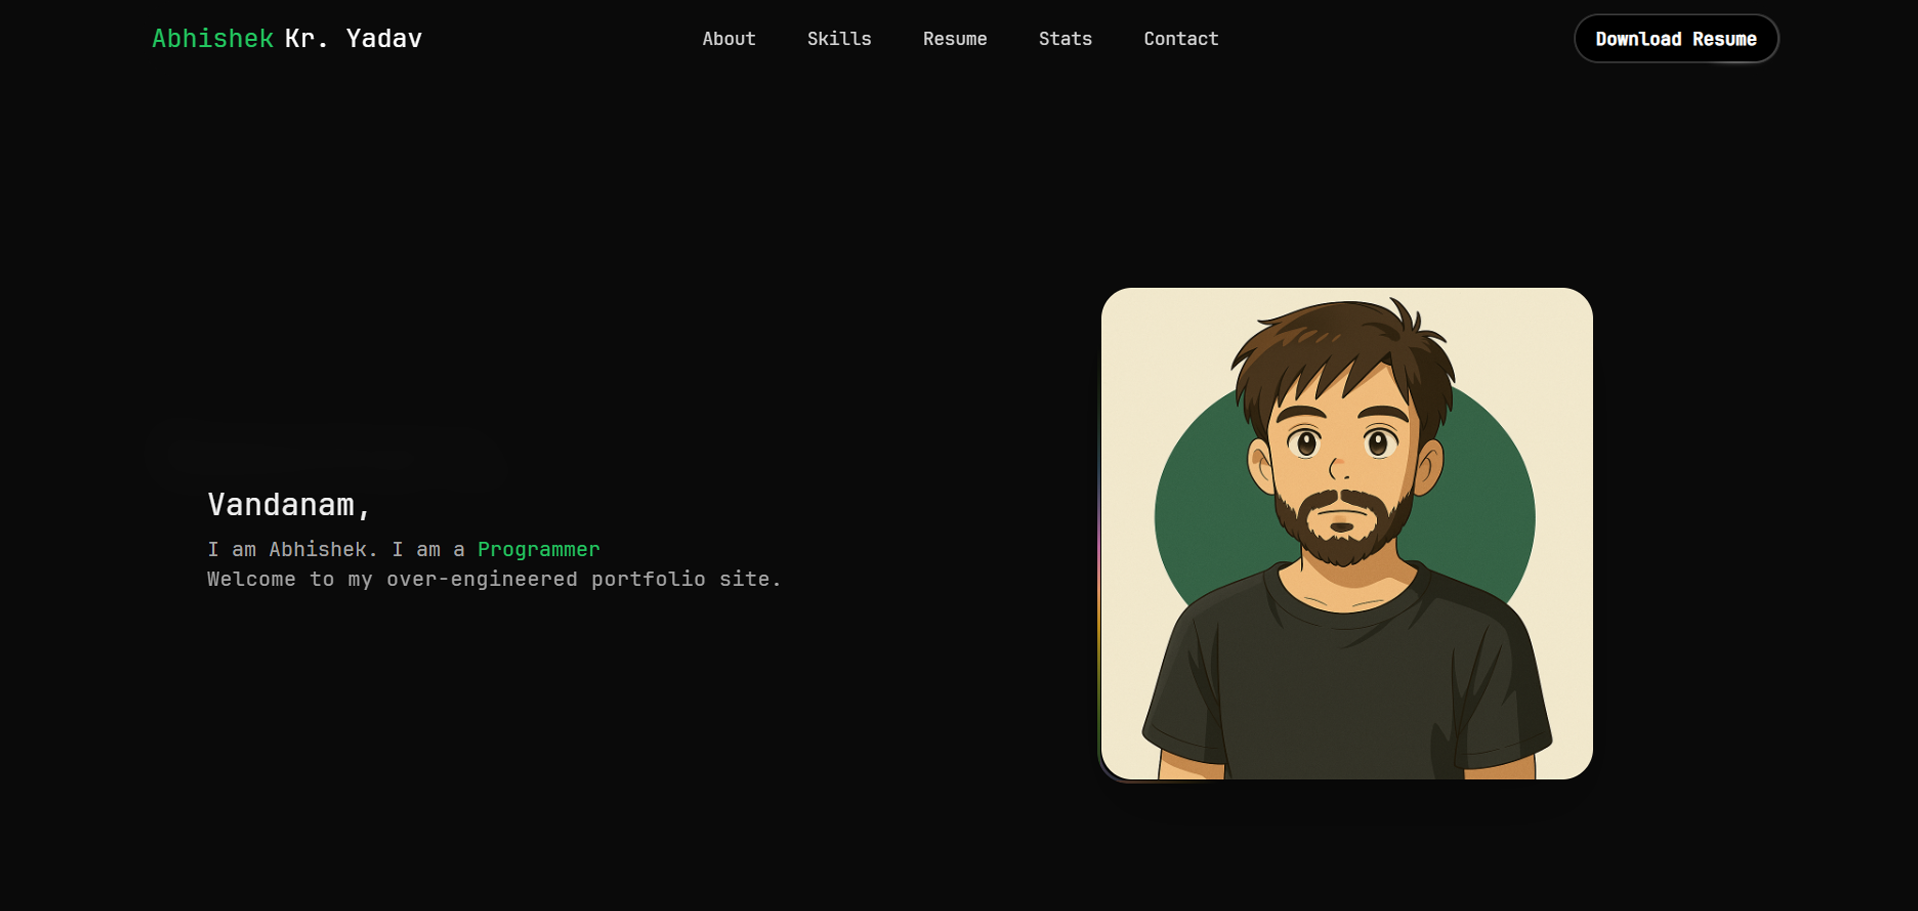 Abhishek Kr. Yadav
About
Skills
Resume
Stats
Contact
Download Resume
Vandanam,
I am Abhishek. I am a Programmer
Welcome to my over-engineered portfolio site.